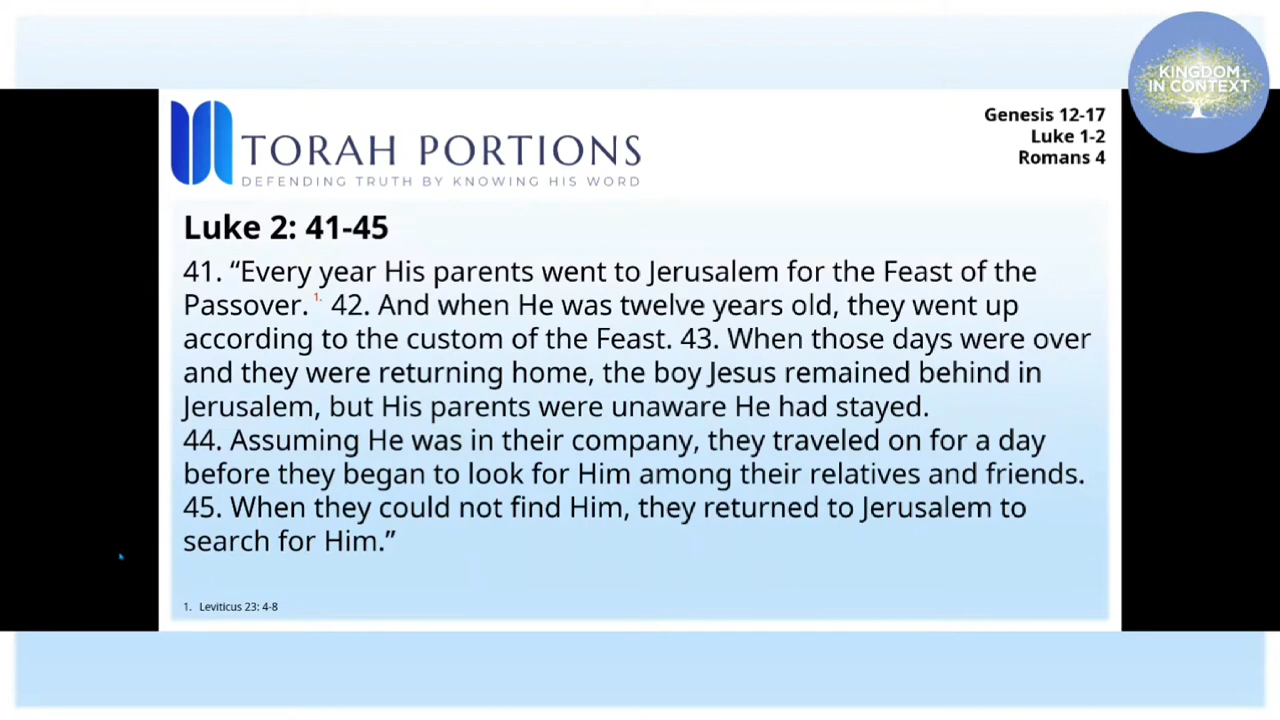 KINGDOM
IN CONTEXT
Genesis 12-17
Luke 1-2
Romans 4
TORAH PORTIONS
DEFENDING TRUTH BY KNOWING HIS WORD
Luke 2: 41-45
41. “Every year His parents went to Jerusalem for the Feast of the
Passover. 1. 42. And when He was twelve years old, they went up
according to the custom of the Feast. 43. When those days were over
and they were returning home, the boy Jesus remained behind in
Jerusalem, but His parents were unaware He had stayed.
44. Assuming He was in their company, they traveled on for a day
before they began to look for Him among their relatives and friends.
45. When they could not find Him, they returned to Jerusalem to
search for Him.”
1. Leviticus 23: 4-8